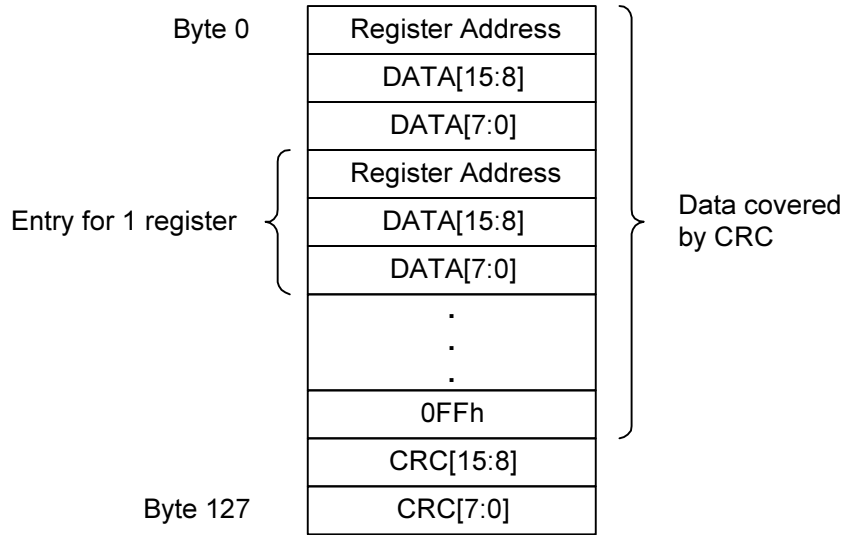 Byte 0
Register Address
DATA[15:8]
DATA[7:0]
Register Address
Entry for 1 register
DATA[15:8]
DATA[7:0]
Data covered
by CRC
.
.
.
0FFh
CRC[15:8]
Byte 127
CRC[7:0]